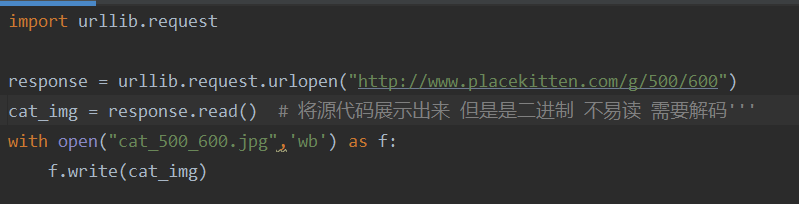 import urllib.request
response = urllib.request.urlopen("http://www.placekitten.com/g/500/600")
cat_img = response.read()  # 将源代码展示出来 但是是二进制 不易读 需要解码'''
with open("cat_500_600.jpg",'wb') as f:
    f.write(cat_img)